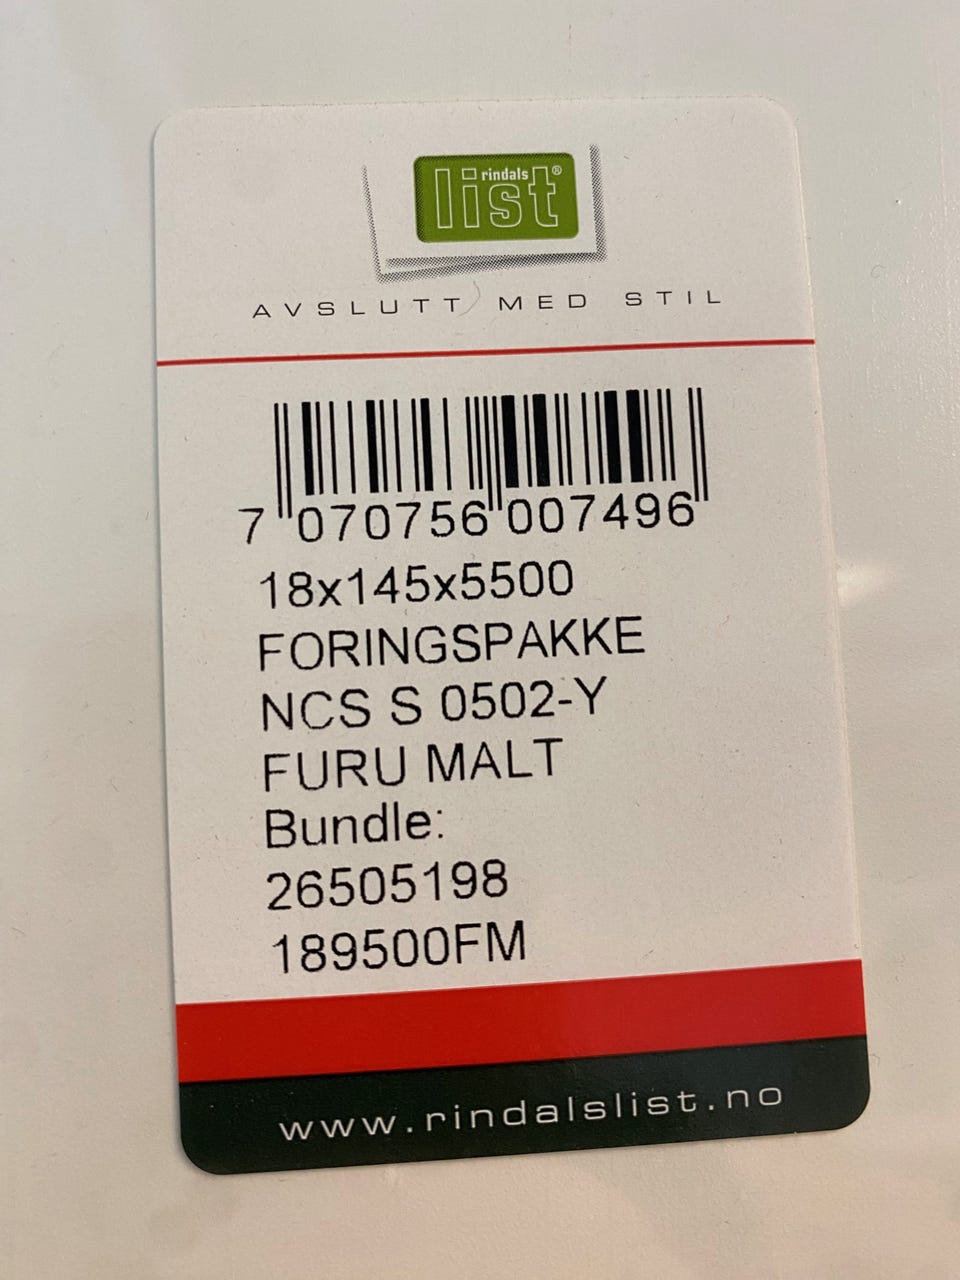 rindals
list®
AVSLUTT MED STIL
7 070756 007496
18x145x5500
FORINGSPAKKE
NCS S 0502-Y
FURU MALT
Bundle:
26505198
189500FM
www.rindalslist.no